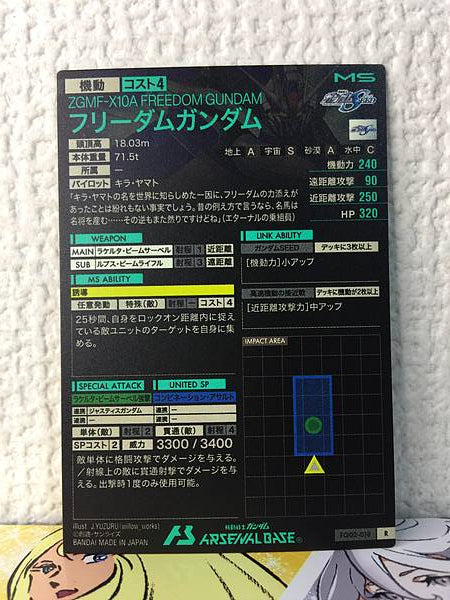 機動 コスト4 MS
ZGMF-X10A FREEDOM GUNDAM
フリーダムガンダム
頭頂高 18.03m
本体重量 71.5t
所属 ―
パイロット キラ・ヤマト
地上 A 宇宙 S 砂漠 A 水中 C
機動力 240
遠距離攻撃 90
近距離攻撃 250
HP 320
「キラ・ヤマトの名を世界に知らしめた一因に、フリーダムの力添えが
あったことは紛れもない事実でしょう。昔の例え方で言うなら、名馬は
名将を産む……その逆もまた然りですけどね」(エターナルの乗組員)
WEAPON
MAIN ラケルタ・ビームサーベル 射程 1 近距離
SUB ルプス・ビームライフル 射程 3 遠距離
MS ABILITY
誘導
任意発動 特殊(敵) 射程 ― コスト 4
25秒間、自身をロックオン距離内に捉え
ている敵ユニットのターゲットを自身に集
める。
LINK ABILITY
ガンダムSEED デッキに3枚以上
[機動力]小アップ
高速機動の接近戦 デッキに機動が2枚以上
[近距離攻撃力]中アップ
IMPACT AREA
SPECIAL ATTACK UNITED SP
ラケルタ・ビームサーベル強撃 コンビネーション・アサルト
連携 ジャスティスガンダム 連携 ―
連携 ― 連携 ―
単体(敵) 射程 2 貫通(敵) 射程 4
SPコスト 2 威力 3300 / 3400
敵単体に格闘攻撃でダメージを与える。
／射線上の敵に貫通射撃でダメージを与
える。出撃時1度のみ使用可能。
illust. J.YUZURU(willow_works)
©創通・サンライズ
BANDAI MADE IN JAPAN
機動戦士ガンダム
ARSENAL BASE®
R